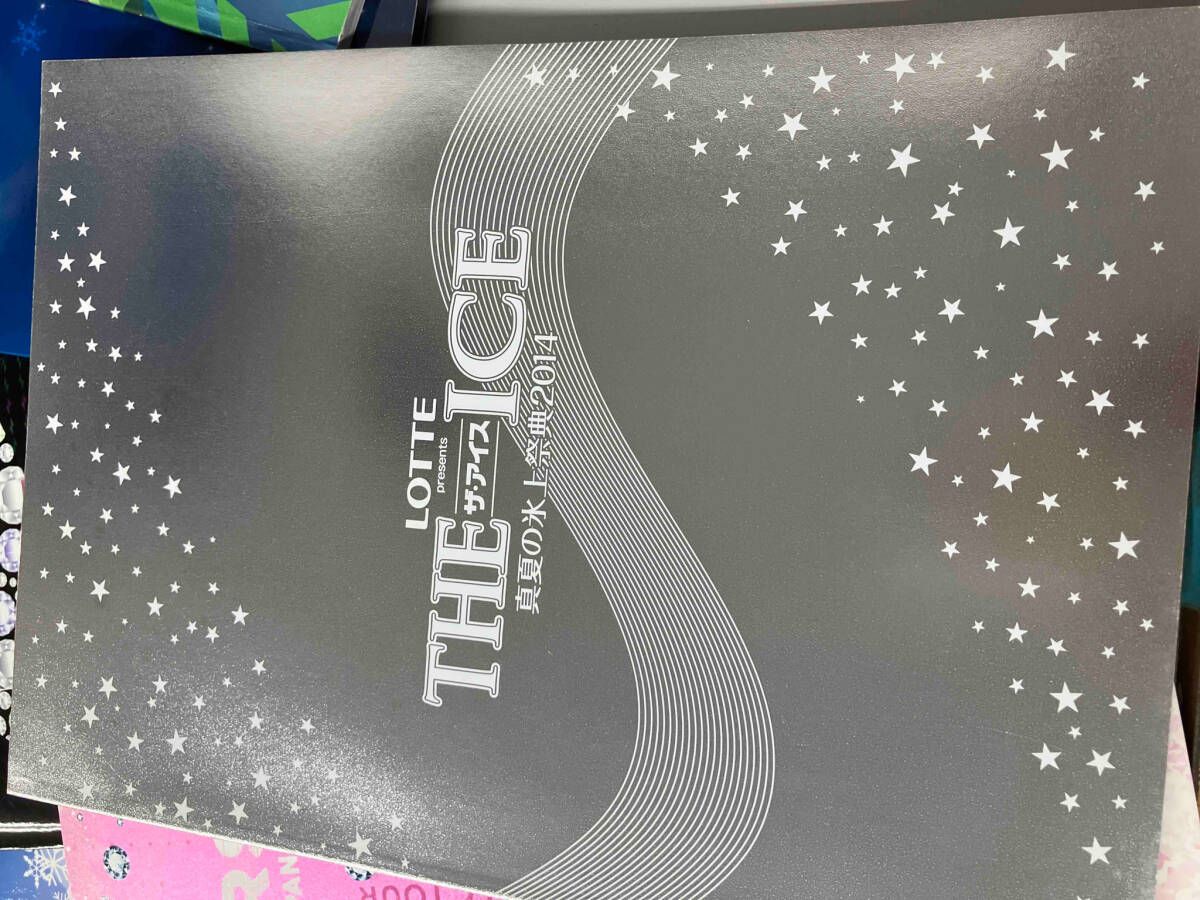 LOTTE
presents
THE ザ・アイス ICE
真夏の氷上祭典2014
TOUR